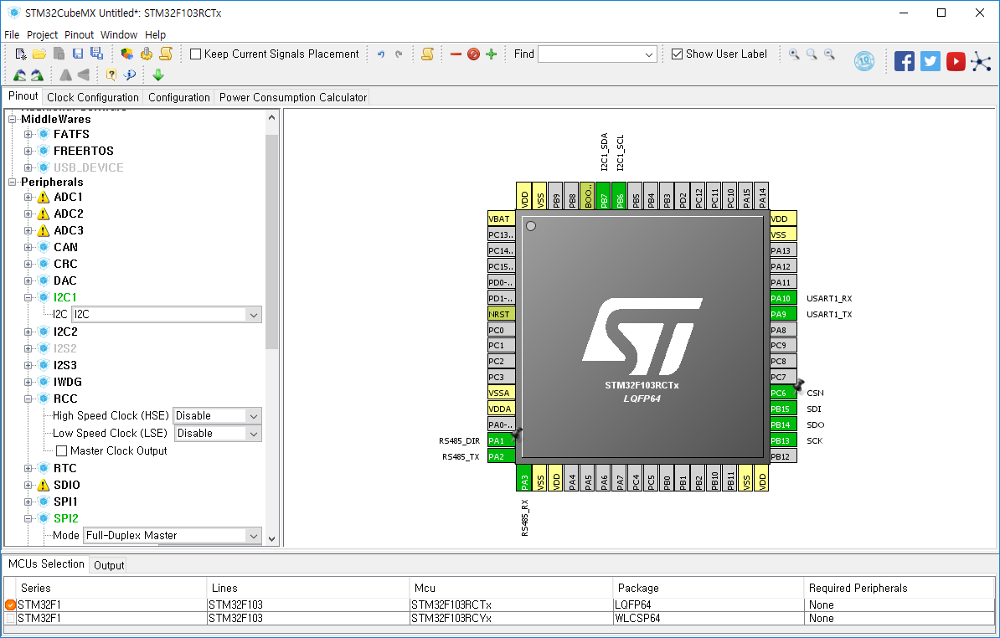 STM32CubeMX Untitled*: STM32F103RCTx
File Project Pinout Window Help
Keep Current Signals Placement
Find
Show User Label
10
Pinout Clock Configuration Configuration Power Consumption Calculator
MiddleWares
FATFS
FREERTOS
USB_DEVICE
Peripherals
ADC1
ADC2
ADC3
CAN
CRC
DAC
I2C1
I2C I2C
I2C2
I2S2
I2S3
IWDG
RCC
High Speed Clock (HSE) Disable
Low Speed Clock (LSE) Disable
Master Clock Output
RTC
SDIO
SPI1
SPI2
Mode Full-Duplex Master
I2C1_SDA
I2C1_SCL
VDD VSS PB9 PB8 BOO.. PB7 PB6 PB5 PB4 PB3 PD2 PC12 PC11 PC10 PA15 PA14
VBAT
PC13..
PC14..
PC15..
PD0-..
PD1-..
NRST
PC0
PC1
PC2
PC3
VSSA
VDDA
PA0-..
RS485_DIR PA1
RS485_TX PA2
ST
STM32F103RCTx
LQFP64
VDD
VSS
PA13
PA12
PA11
PA10 USART1_RX
PA9 USART1_TX
PA8
PC9
PC8
PC7
PC6 CSN
PB15 SDI
PB14 SDO
PB13 SCK
PB12
PA3 VSS VDD PA4 PA5 PA6 PA7 PC4 PC5 PB0 PB1 PB2 PB10 PB11 VSS VDD
RS485_RX
MCUs Selection Output
Series Lines Mcu Package Required Peripherals
STM32F1 STM32F103 STM32F103RCTx LQFP64 None
STM32F1 STM32F103 STM32F103RCYx WLCSP64 None